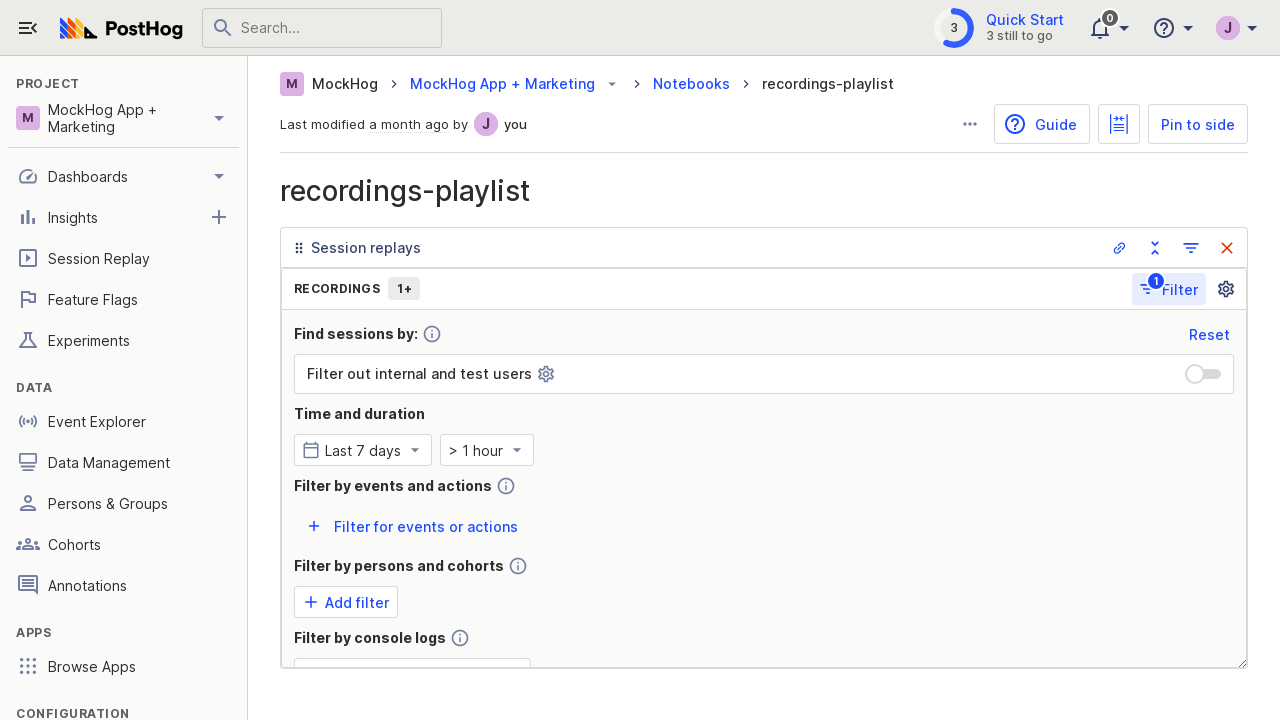 PostHog
Search...
3
Quick Start
3 still to go
0
J
PROJECT
M
MockHog App +
Marketing
Dashboards
Insights
Session Replay
Feature Flags
Experiments
DATA
Event Explorer
Data Management
Persons & Groups
Cohorts
Annotations
APPS
Browse Apps
CONFIGURATION
M MockHog MockHog App + Marketing Notebooks recordings-playlist
Last modified a month ago by J you
Guide
Pin to side
recordings-playlist
Session replays
RECORDINGS 1+
1
Filter
Find sessions by:
Reset
Filter out internal and test users
Time and duration
Last 7 days
> 1 hour
Filter by events and actions
Filter for events or actions
Filter by persons and cohorts
Add filter
Filter by console logs